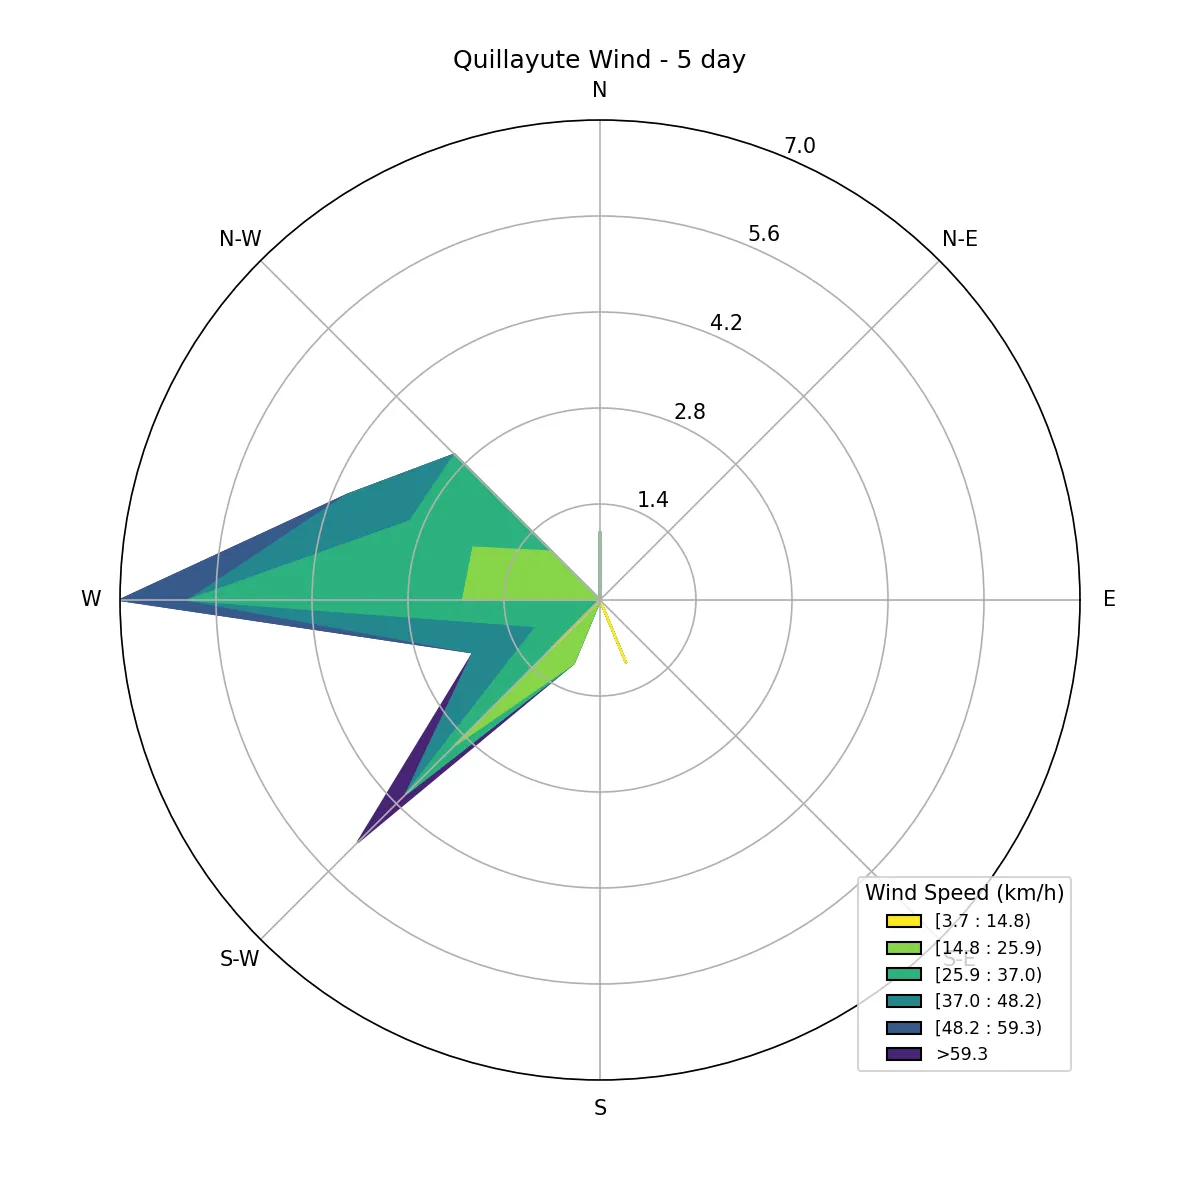 Quillayute Wind - 5 day
N
7.0
N-W
5.6
N-E
4.2
2.8
1.4
W
E
S-W
S-E
S
Wind Speed (km/h)
[3.7 : 14.8)
[14.8 : 25.9)
[25.9 : 37.0)
[37.0 : 48.2)
[48.2 : 59.3)
>59.3